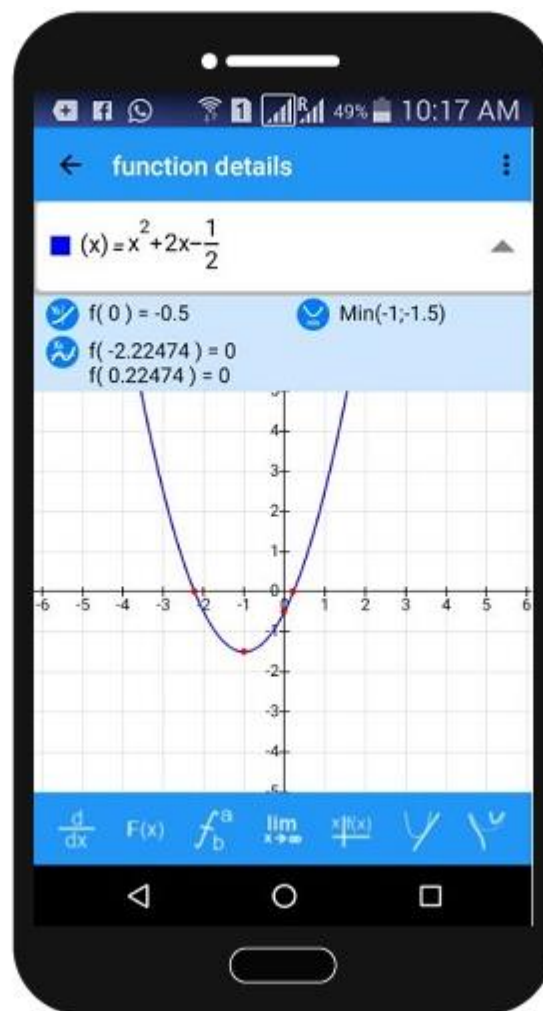 49% 10:17 AM
function details
(x)=x²+2x-1/2
f( 0 ) = -0.5
Min(-1;-1.5)
f( -2.22474 ) = 0
f( 0.22474 ) = 0
4
3
2
1
0
-6 -5 -4 -3 -2 -1 0 1 2 3 4 5 6
-1
-2
-3
-4
-5
d/dx F(x) ∫ a b lim x→∞ x f(x)